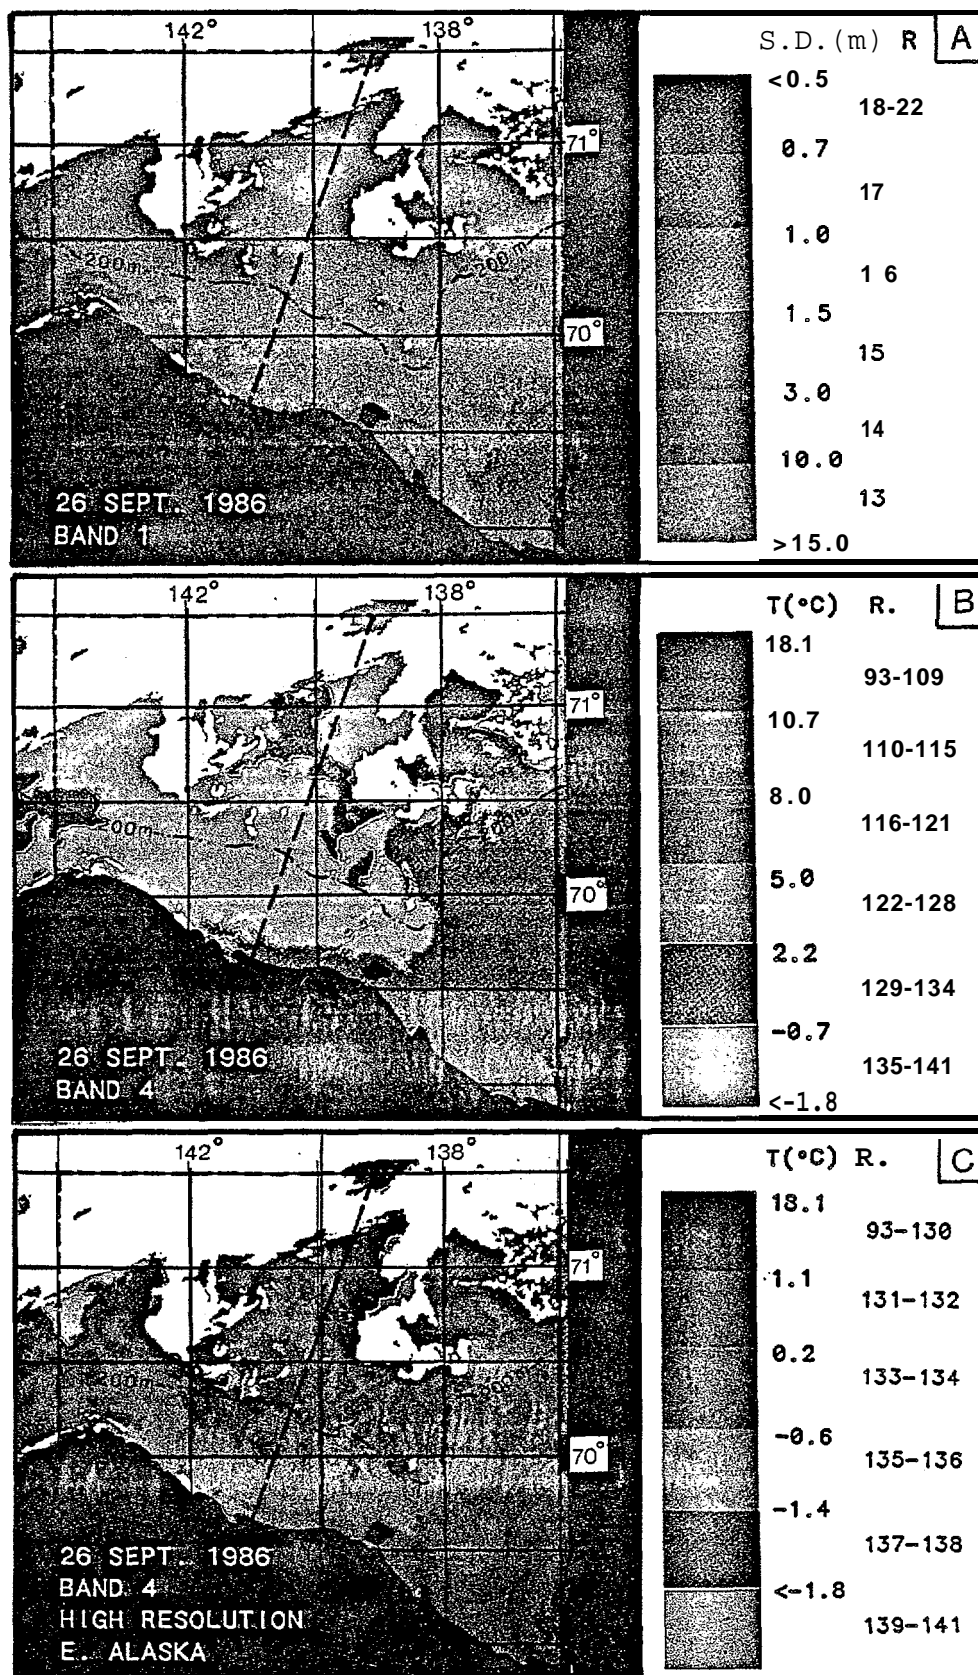 142° 138° S.D.(m) R A
<0.5
18-22
71° 0.7
17
1.0
200m 200m
1 6
1.5
70°
15
3.0
14
10.0
26 SEPT. 1986
13
BAND 1
>15.0
142° 138° T(°C) R. B
18.1
93-109
71° 10.7
110-115
8.0
200m
116-121
5.0
70°
122-128
2.2
129-134
26 SEPT. 1986 -0.7
BAND 4
135-141
<-1.8
142° 138° T(°C) R. C
18.1
93-130
71° 1.1
131-132
0.2
200m
133-134
-0.6
70°
135-136
-1.4
26 SEPT. 1986
137-138
BAND 4
<-1.8
HIGH RESOLUTION
139-141
E. ALASKA